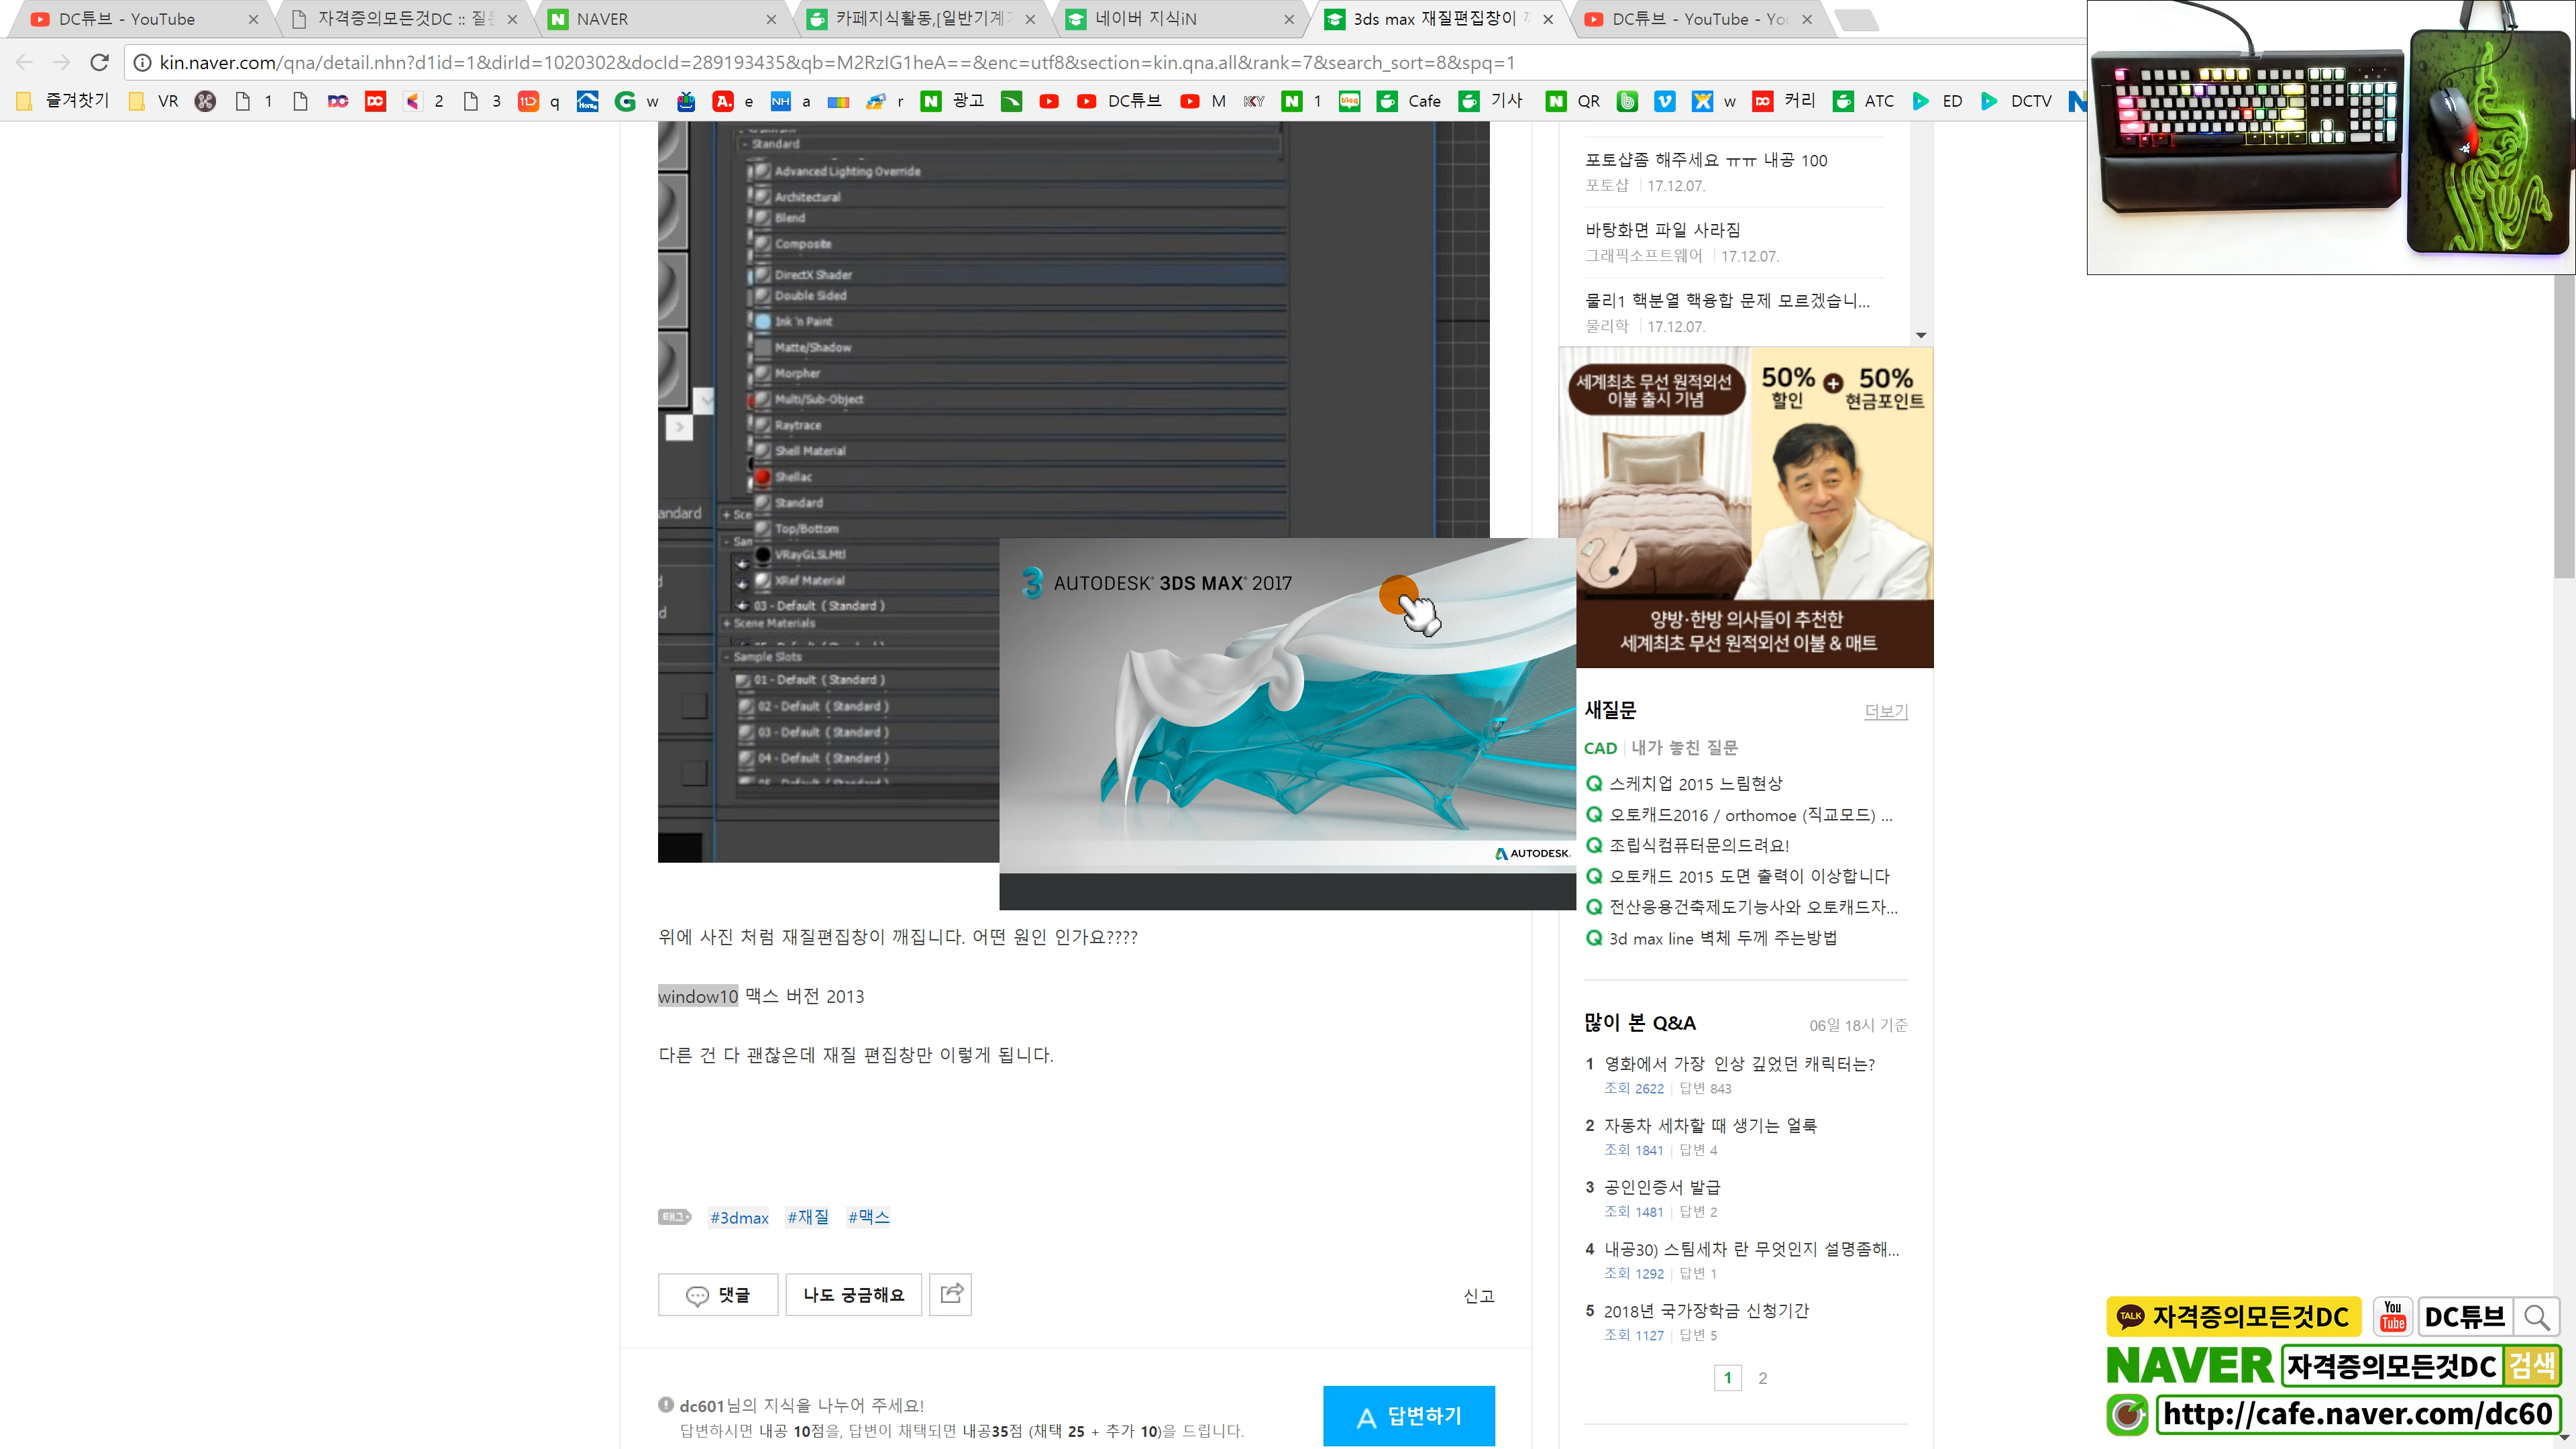 DC튜브 - YouTube
자격증의모든것DC :: 질문
NAVER
카페지식활동,[일반기계기
네이버 지식iN
3ds max 재질편집창이
DC튜브 - YouTube - You
kin.naver.com/qna/detail.nhn?d1id=1&dirId=1020302&docId=289193435&qb=M2RzIG1heA==&enc=utf8&section=kin.qna.all&rank=7&search_sort=8&spq=1
즐겨찾기 VR 1 DC DC 2 3 11 q Home G w A. e NH a r N 광고 DC튜브 M KKY N 1 blog Cafe 기사 N QR w DC 커리 ATC ED DCTV N
- Standard
Advanced Lighting Override
Architectural
Blend
Composite
DirectX Shader
Double Sided
Ink 'n Paint
Matte/Shadow
Morpher
Multi/Sub-Object
Raytrace
Shell Material
Shellac
andard
+ Sce
Standard
Top/Bottom
- Sam
VRayGLSLMtl
XRef Material
03 - Default ( Standard )
+ Scene Materials
- Sample Slots
01 - Default ( Standard )
02 - Default ( Standard )
03 - Default ( Standard )
04 - Default ( Standard )
3 AUTODESK® 3DS MAX® 2017
AUTODESK.
위에 사진 처럼 재질편집창이 깨집니다. 어떤 원인 인가요????
window10 맥스 버전 2013
다른 건 다 괜찮은데 재질 편집창만 이렇게 됩니다.
태그 #3dmax #재질 #맥스
댓글 나도 궁금해요 신고
dc601님의 지식을 나누어 주세요!
답변하시면 내공 10점을, 답변이 채택되면 내공35점 (채택 25 + 추가 10)을 드립니다.
A 답변하기
포토샵좀 해주세요 ㅠㅠ 내공 100
포토샵 17.12.07.
바탕화면 파일 사라짐
그래픽소프트웨어 17.12.07.
물리1 핵분열 핵융합 문제 모르겠습니...
물리학 17.12.07.
세계최초 무선 원적외선
이불 출시 기념
50% + 50%
할인 현금포인트
양방·한방 의사들이 추천한
세계최초 무선 원적외선 이불 & 매트
새질문 더보기
CAD 내가 놓친 질문
Q 스케치업 2015 느림현상
Q 오토캐드2016 / orthomoe (직교모드) ...
Q 조립식컴퓨터문의드려요!
Q 오토캐드 2015 도면 출력이 이상합니다
Q 전산응용건축제도기능사와 오토캐드자...
Q 3d max line 벽체 두께 주는방법
많이 본 Q&A 06일 18시 기준
1 영화에서 가장 인상 깊었던 캐릭터는?
조회 2622 답변 843
2 자동차 세차할 때 생기는 얼룩
조회 1841 답변 4
3 공인인증서 발급
조회 1481 답변 2
4 내공30) 스팀세차 란 무엇인지 설명좀해...
조회 1292 답변 1
5 2018년 국가장학금 신청기간
조회 1127 답변 5
1 2
TALK 자격증의모든것DC You Tube DC튜브
NAVER 자격증의모든것DC 검색
http://cafe.naver.com/dc60